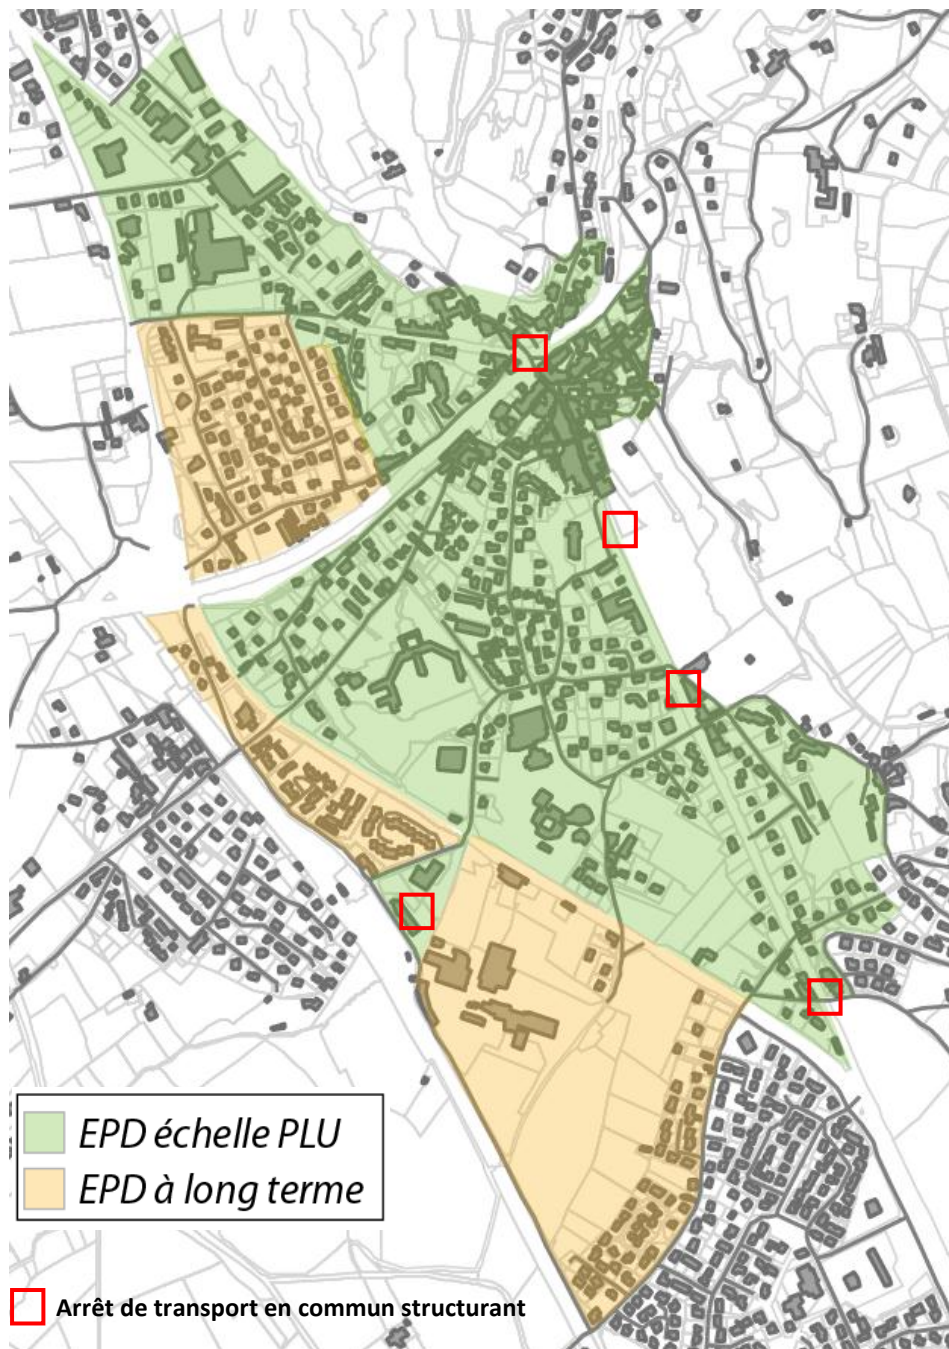 EPD échelle PLU
EPD à long terme
Arrêt de transport en commun structurant